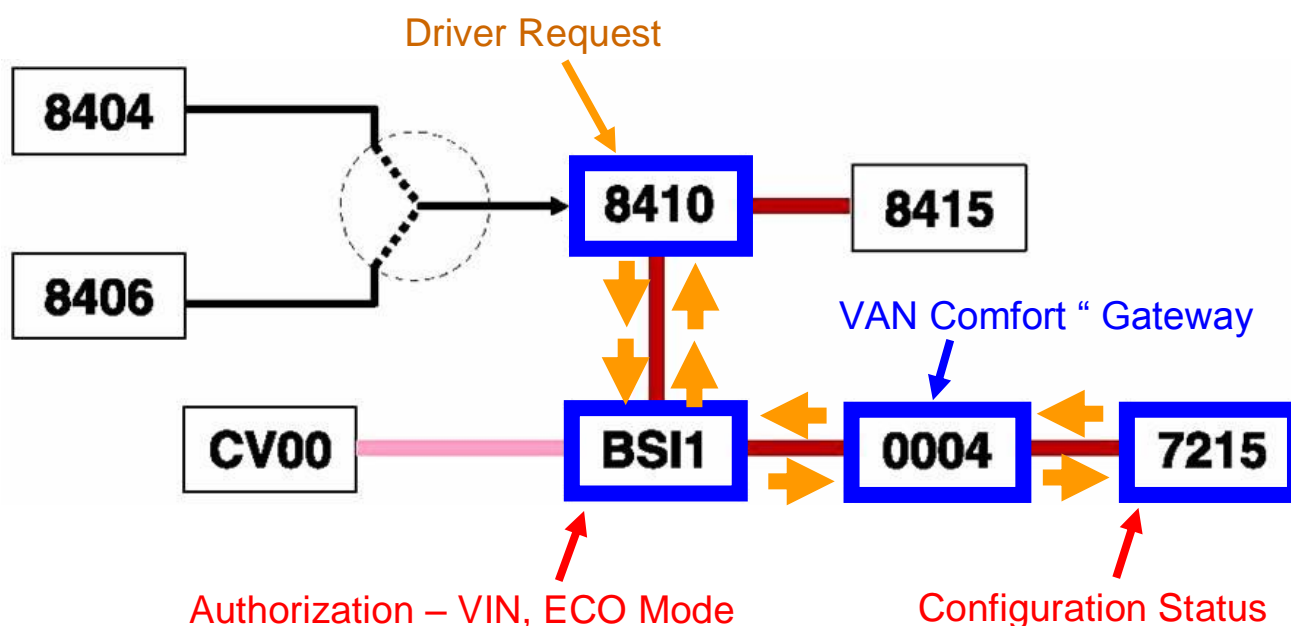 Driver Request
8404
8410
8415
8406
VAN Comfort “ Gateway
CV00
BSI1
0004
7215
Authorization – VIN, ECO Mode
Configuration Status